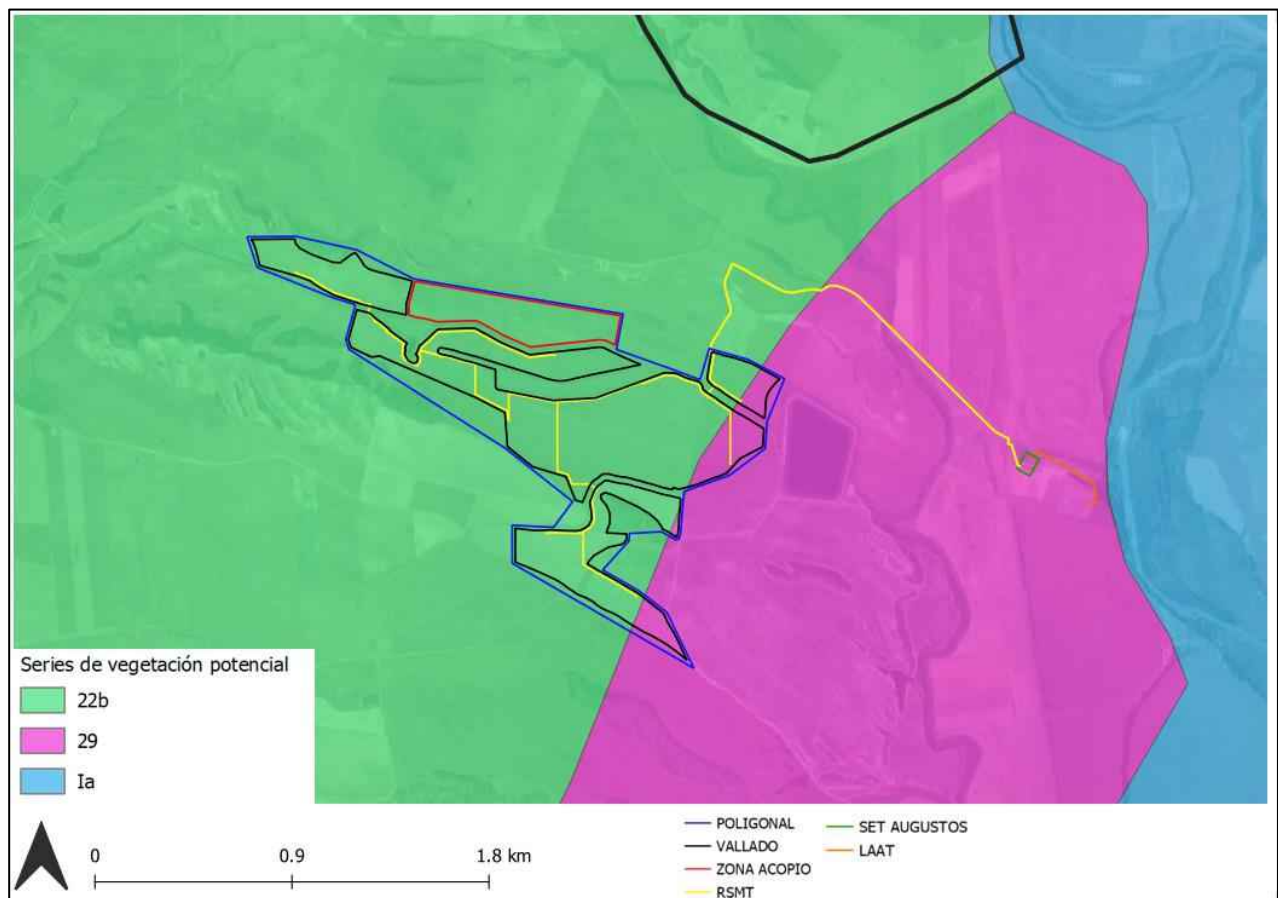 Series de vegetación potencial
22b
29
Ia
0 0.9 1.8 km
POLIGONAL
VALLADO
ZONA ACOPIO
RSMT
SET AUGUSTOS
LAAT